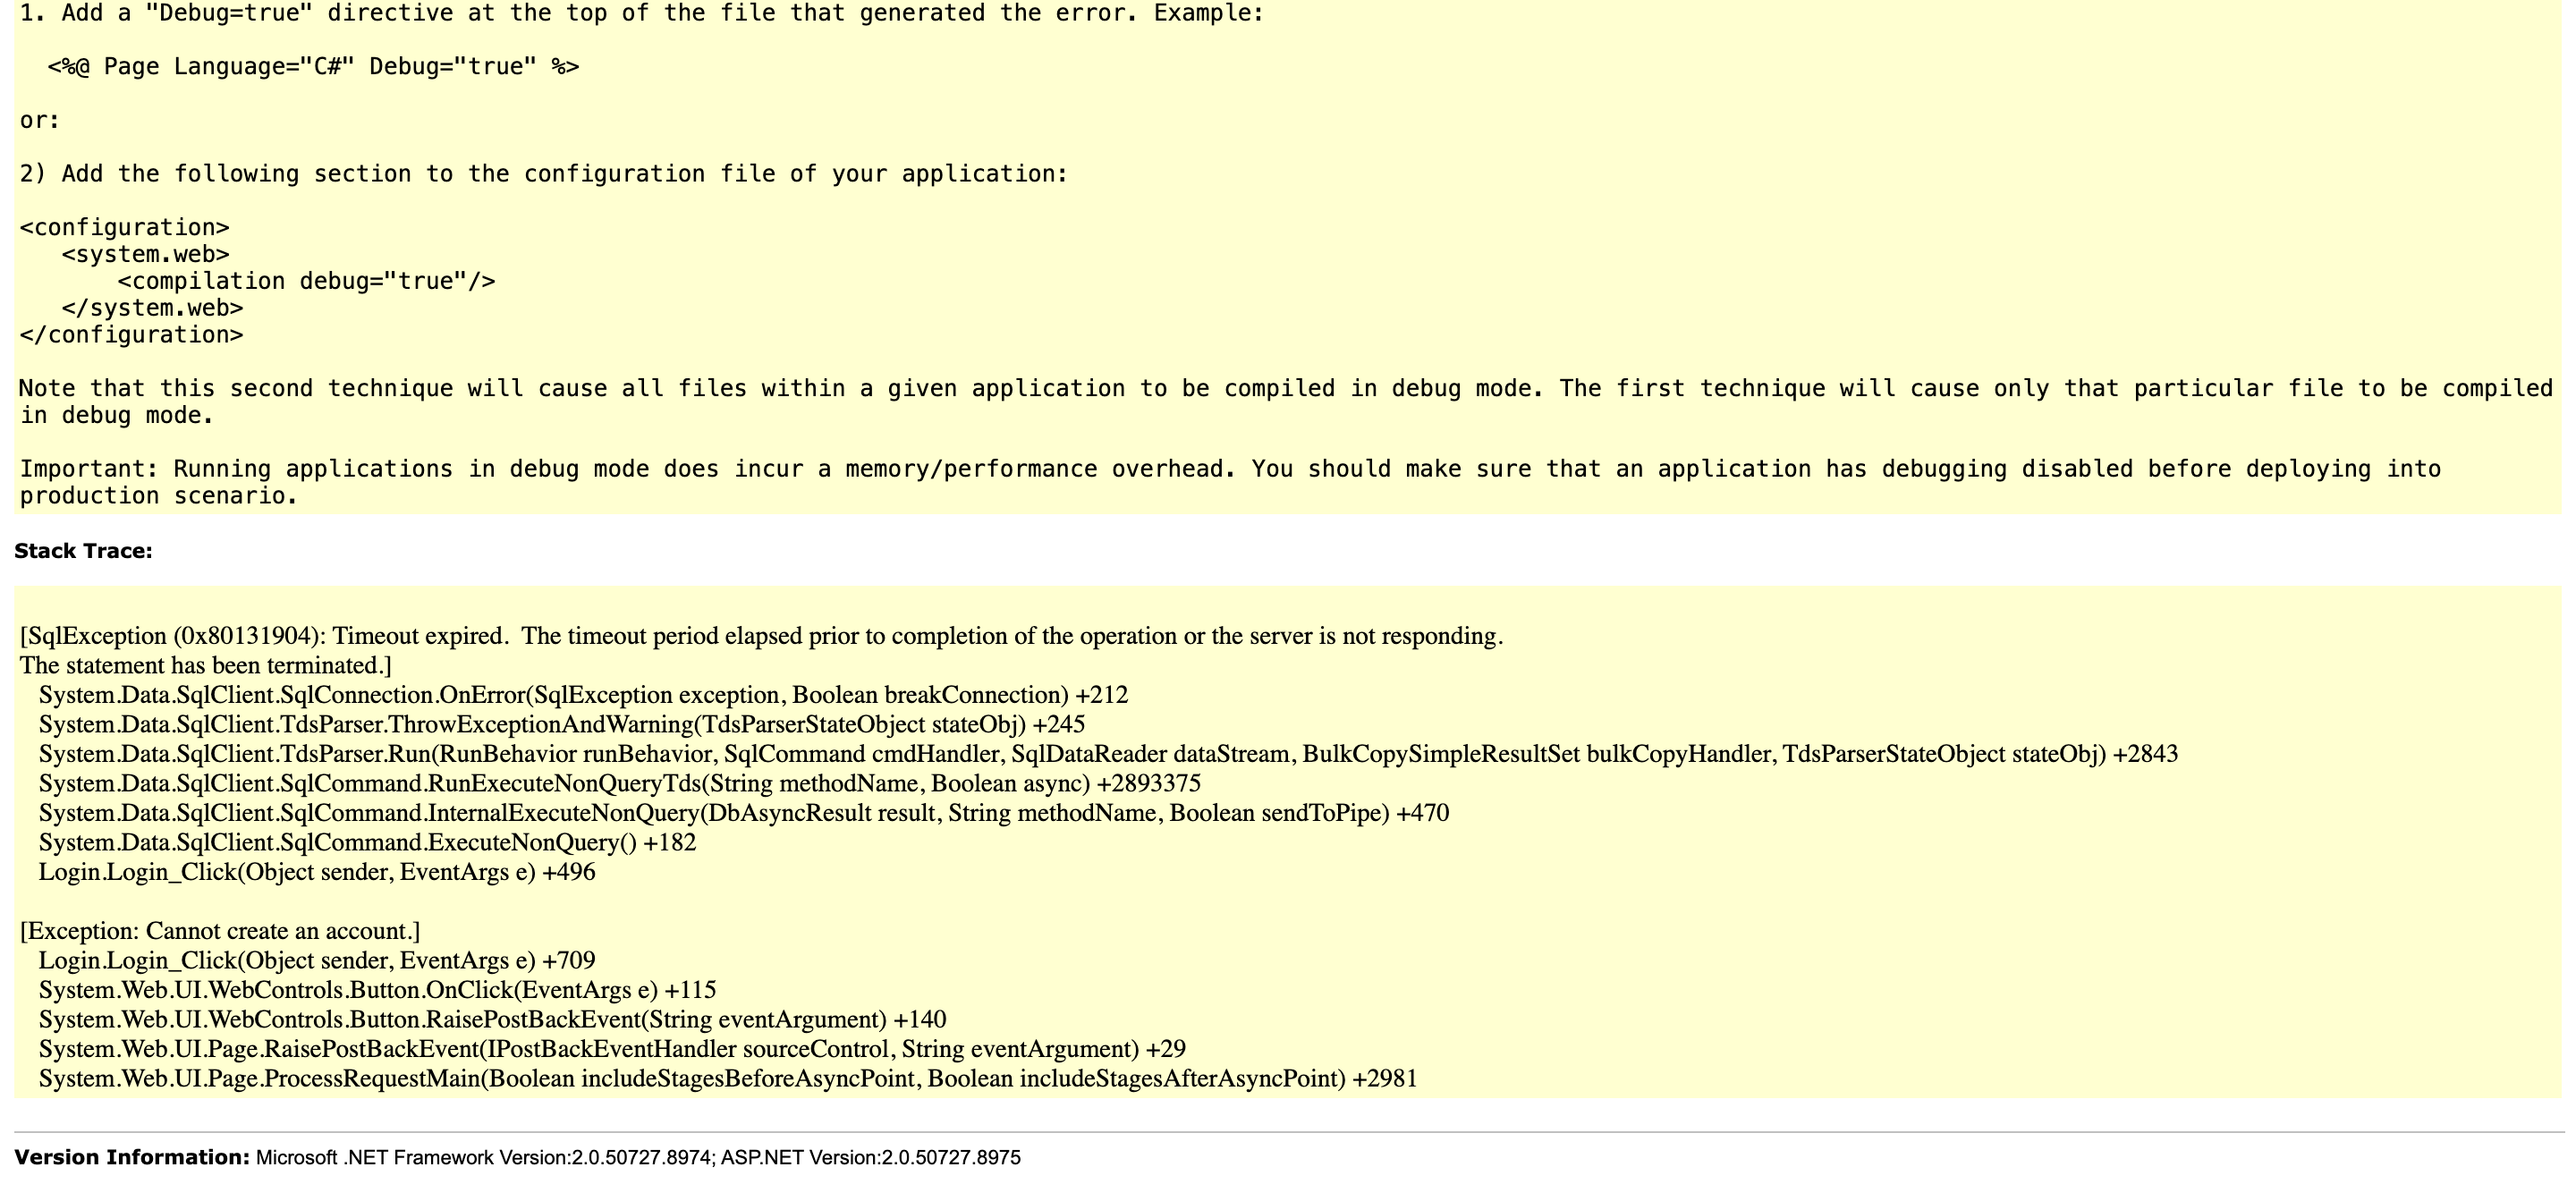 1. Add a "Debug=true" directive at the top of the file that generated the error. Example:
<%@ Page Language="C#" Debug="true" %>
or:
2) Add the following section to the configuration file of your application:
<configuration>
<system.web>
<compilation debug="true"/>
</system.web>
</configuration>
Note that this second technique will cause all files within a given application to be compiled in debug mode. The first technique will cause only that particular file to be compiled
in debug mode.
Important: Running applications in debug mode does incur a memory/performance overhead. You should make sure that an application has debugging disabled before deploying into
production scenario.
Stack Trace:
[SqlException (0x80131904): Timeout expired.  The timeout period elapsed prior to completion of the operation or the server is not responding.
The statement has been terminated.]
System.Data.SqlClient.SqlConnection.OnError(SqlException exception, Boolean breakConnection) +212
System.Data.SqlClient.TdsParser.ThrowExceptionAndWarning(TdsParserStateObject stateObj) +245
System.Data.SqlClient.TdsParser.Run(RunBehavior runBehavior, SqlCommand cmdHandler, SqlDataReader dataStream, BulkCopySimpleResultSet bulkCopyHandler, TdsParserStateObject stateObj) +2843
System.Data.SqlClient.SqlCommand.RunExecuteNonQueryTds(String methodName, Boolean async) +2893375
System.Data.SqlClient.SqlCommand.InternalExecuteNonQuery(DbAsyncResult result, String methodName, Boolean sendToPipe) +470
System.Data.SqlClient.SqlCommand.ExecuteNonQuery() +182
Login.Login_Click(Object sender, EventArgs e) +496
[Exception: Cannot create an account.]
Login.Login_Click(Object sender, EventArgs e) +709
System.Web.UI.WebControls.Button.OnClick(EventArgs e) +115
System.Web.UI.WebControls.Button.RaisePostBackEvent(String eventArgument) +140
System.Web.UI.Page.RaisePostBackEvent(IPostBackEventHandler sourceControl, String eventArgument) +29
System.Web.UI.Page.ProcessRequestMain(Boolean includeStagesBeforeAsyncPoint, Boolean includeStagesAfterAsyncPoint) +2981
Version Information: Microsoft .NET Framework Version:2.0.50727.8974; ASP.NET Version:2.0.50727.8975